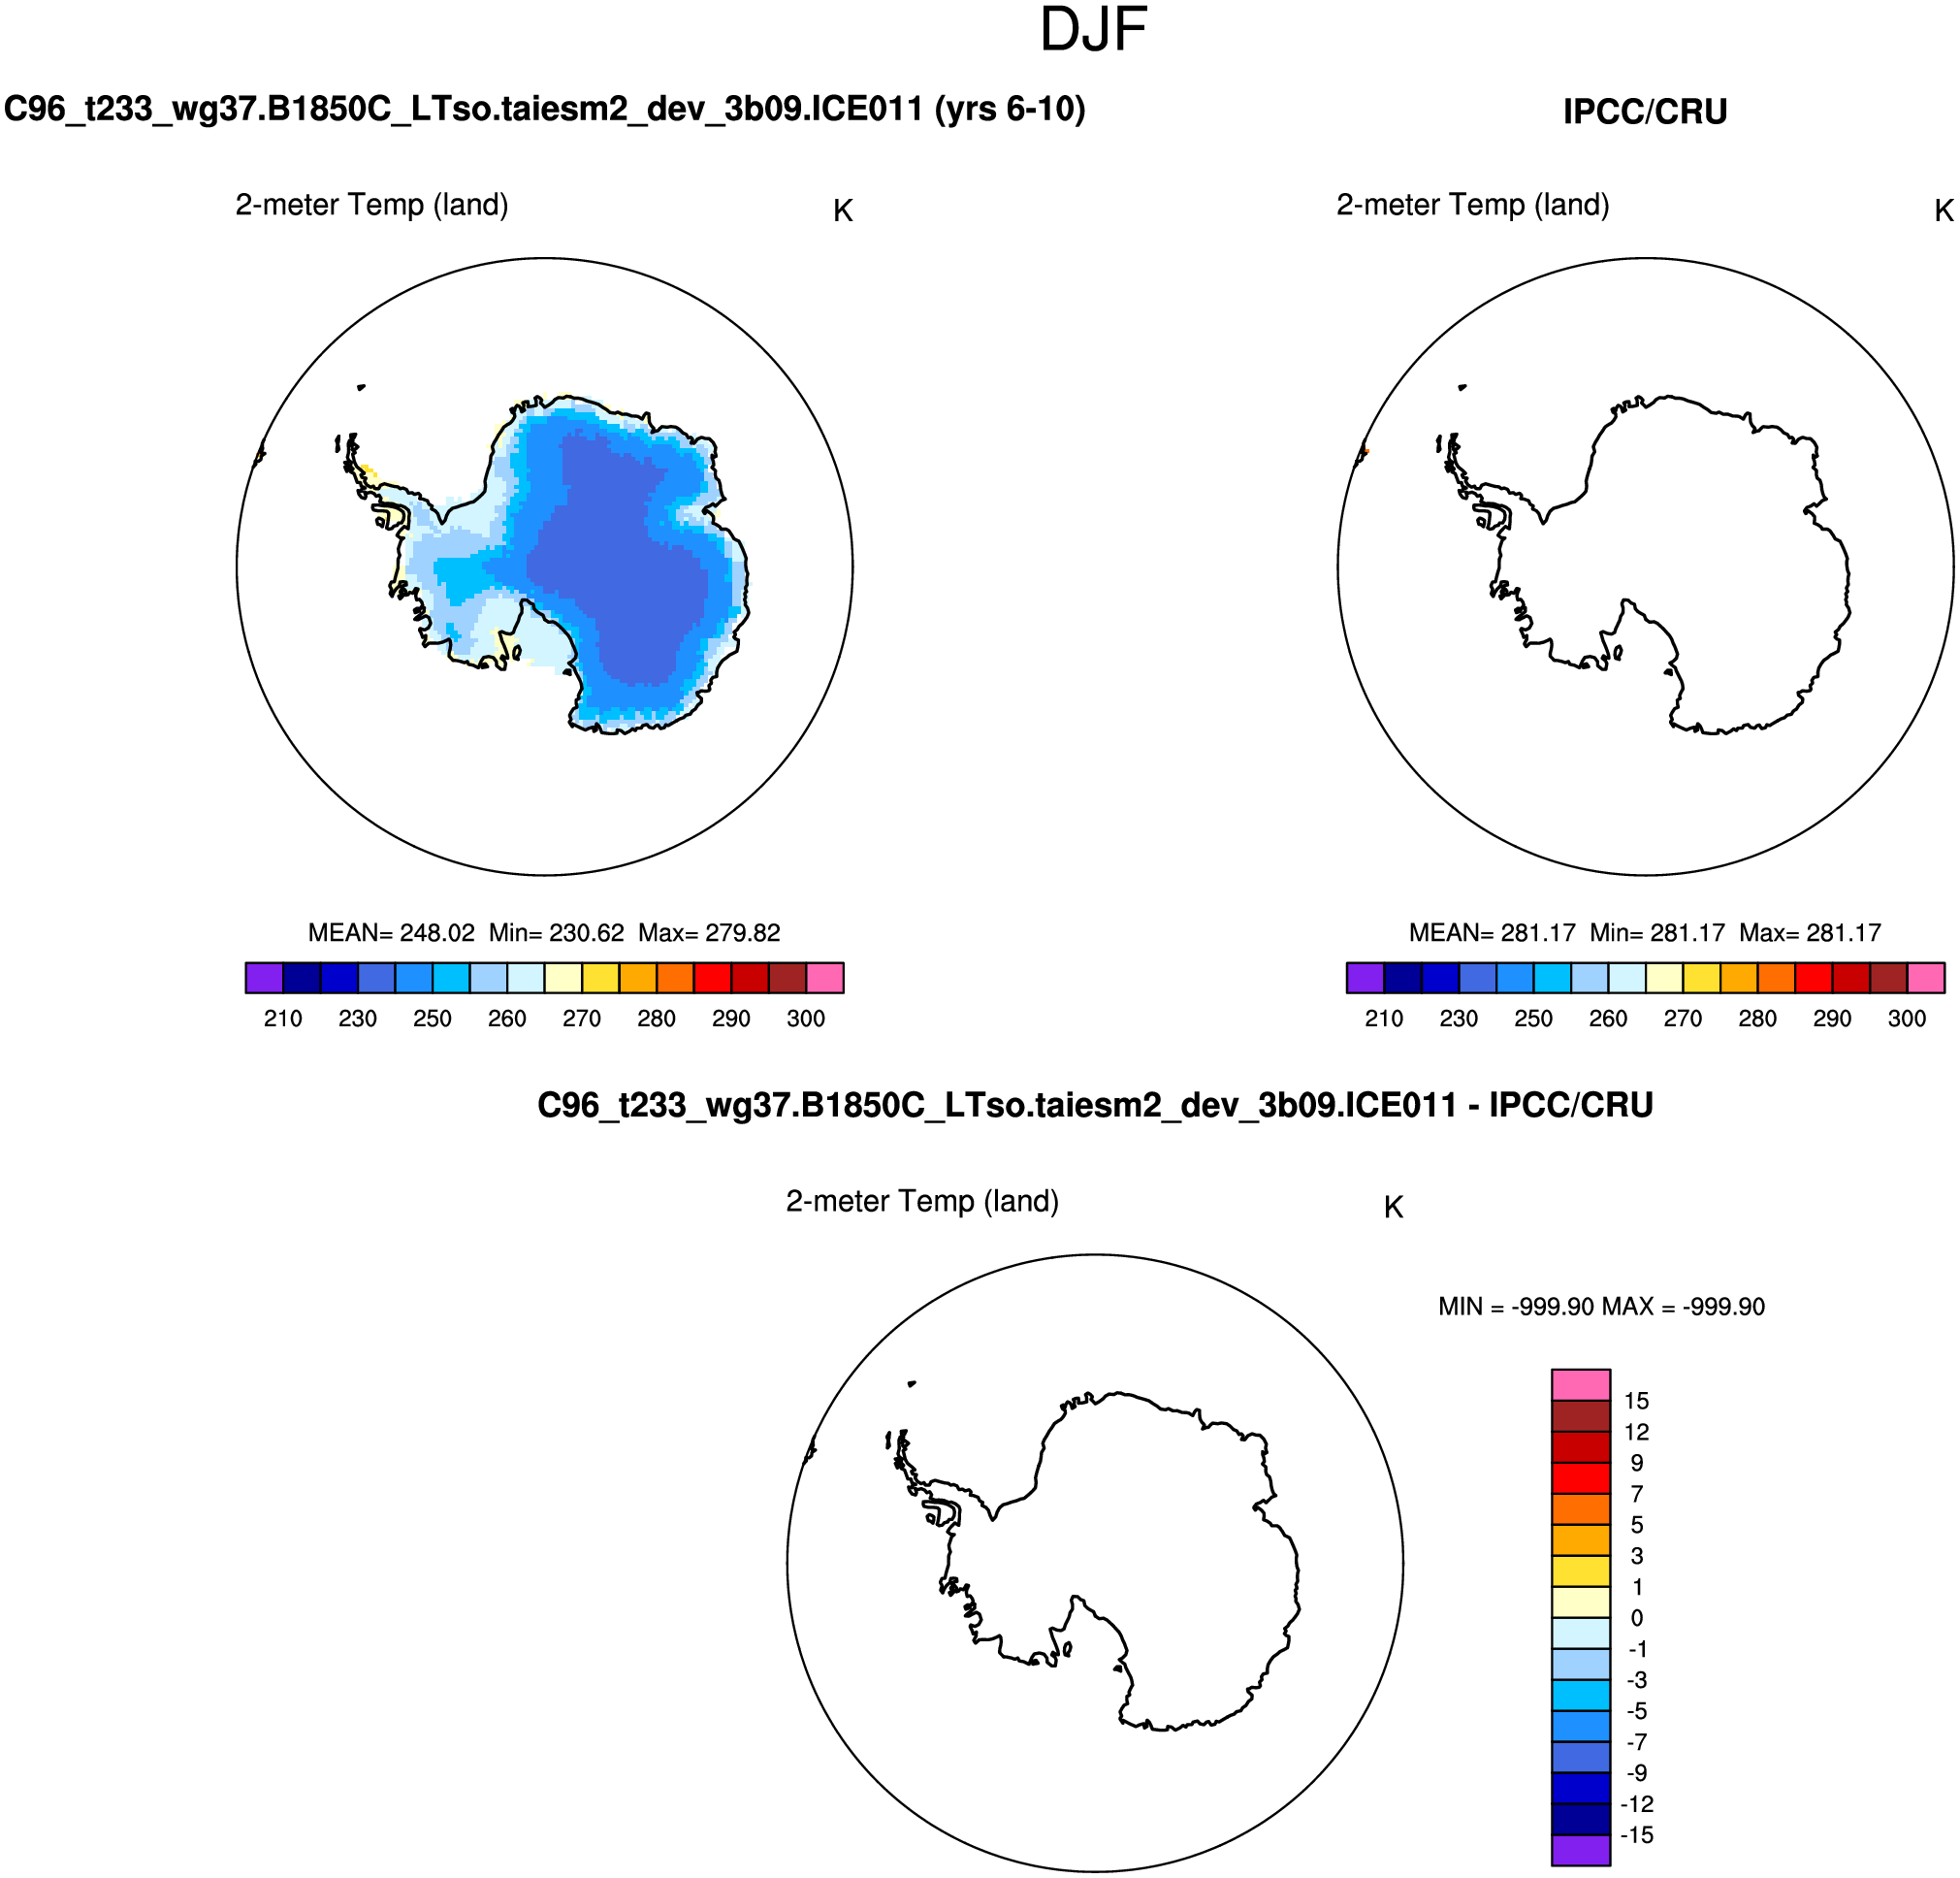 DJF
C96_t233_wg37.B1850C_LTso.taiesm2_dev_3b09.ICE011 (yrs 6-10)
IPCC/CRU
2-meter Temp (land)
K
2-meter Temp (land)
K
MEAN= 248.02 Min= 230.62 Max= 279.82
MEAN= 281.17 Min= 281.17 Max= 281.17
210 230 250 260 270 280 290 300
210 230 250 260 270 280 290 300
C96_t233_wg37.B1850C_LTso.taiesm2_dev_3b09.ICE011 - IPCC/CRU
2-meter Temp (land)
K
MIN = -999.90 MAX = -999.90
15
12
9
7
5
3
1
0
-1
-3
-5
-7
-9
-12
-15